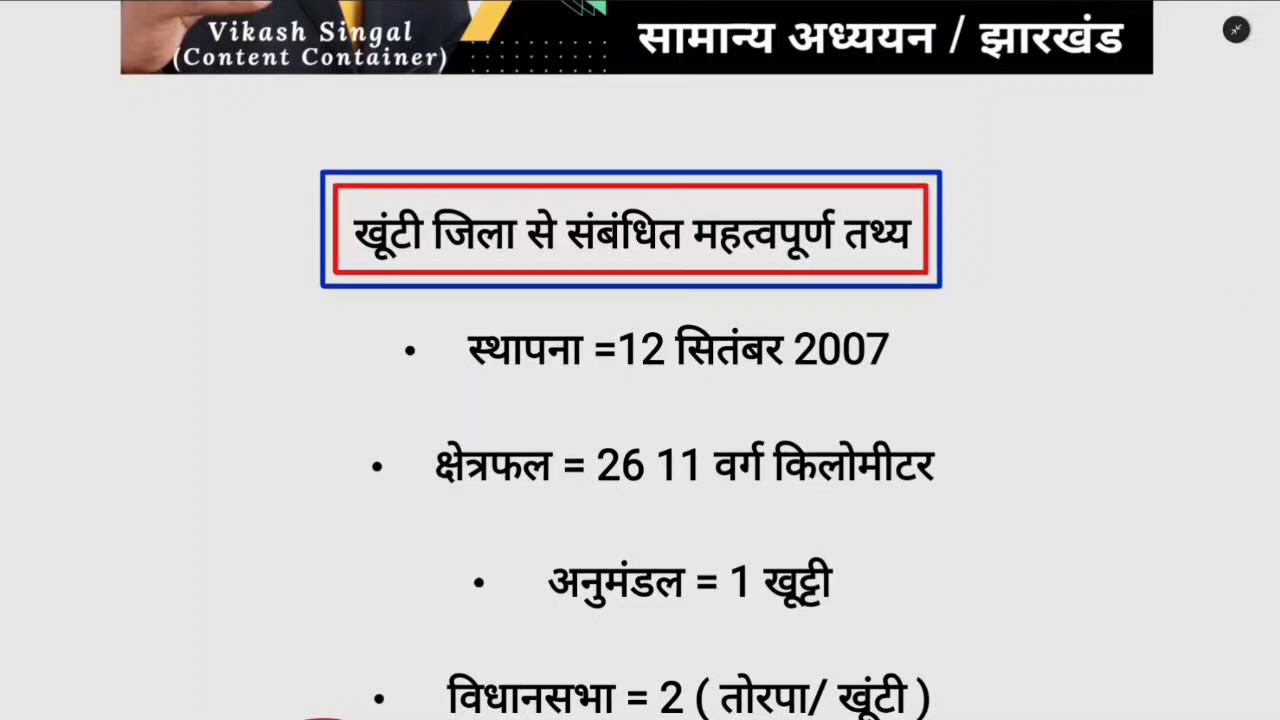 Vikash Singal
(Content Container)
सामान्य अध्ययन / झारखंड
खूंटी जिला से संबंधित महत्वपूर्ण तथ्य
• स्थापना =12 सितंबर 2007
• क्षेत्रफल = 26 11 वर्ग किलोमीटर
• अनुमंडल = 1 खूट्टी
• विधानसभा = 2 ( तोरपा/ खूंटी )